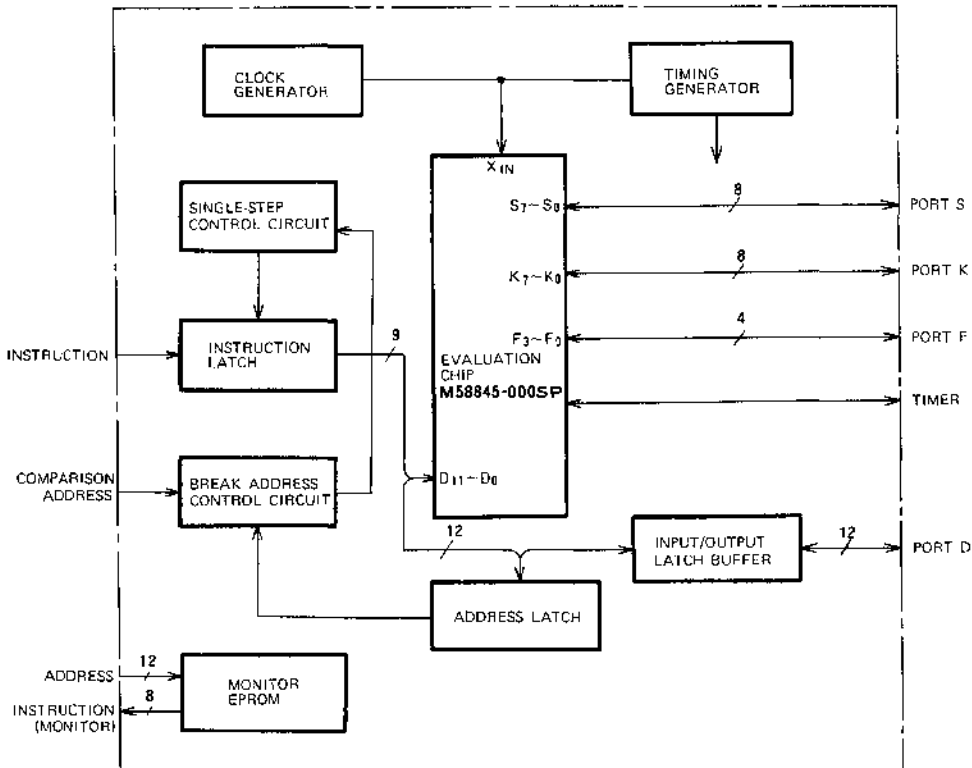 CLOCK
GENERATOR
TIMING
GENERATOR
X IN
SINGLE-STEP
CONTROL CIRCUIT
S7~S0
8
PORT S
K7~K0
8
PORT K
F3~F0
4
PORT F
INSTRUCTION
INSTRUCTION
LATCH
9
EVALUATION
CHIP
M58845-000SP
TIMER
COMPARISON
ADDRESS
BREAK ADDRESS
CONTROL CIRCUIT
D11~D0
12
INPUT/OUTPUT
LATCH BUFFER
12
PORT D
ADDRESS LATCH
ADDRESS
12
INSTRUCTION
(MONITOR)
8
MONITOR
EPROM